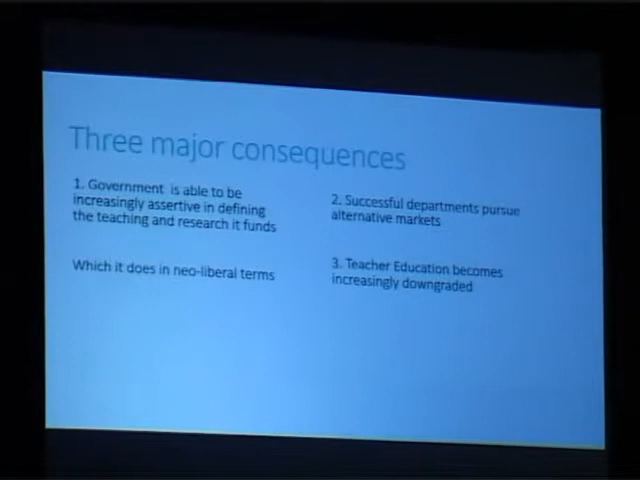 Three major consequences
1. Government is able to be
increasingly assertive in defining
the teaching and research it funds
Which it does in neo-liberal terms
2. Successful departments pursue
alternative markets
3. Teacher Education becomes
increasingly downgraded